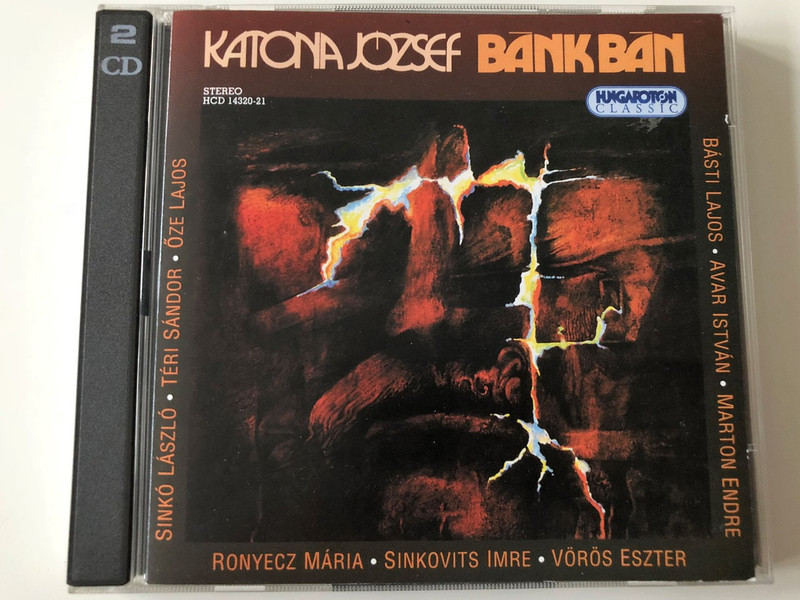 2
CD
KATONA JÓZSEF BÁNK BÁN
STEREO
HCD 14320-21
HUNGAROTON
CLASSIC
SINKÓ LÁSZLÓ • TÉRI SÁNDOR • ŐZE LAJOS
BÁSTI LAJOS • AVAR ISTVÁN • MARTON ENDRE
RONYECZ MÁRIA • SINKOVITS IMRE • VÖRÖS ESZTER